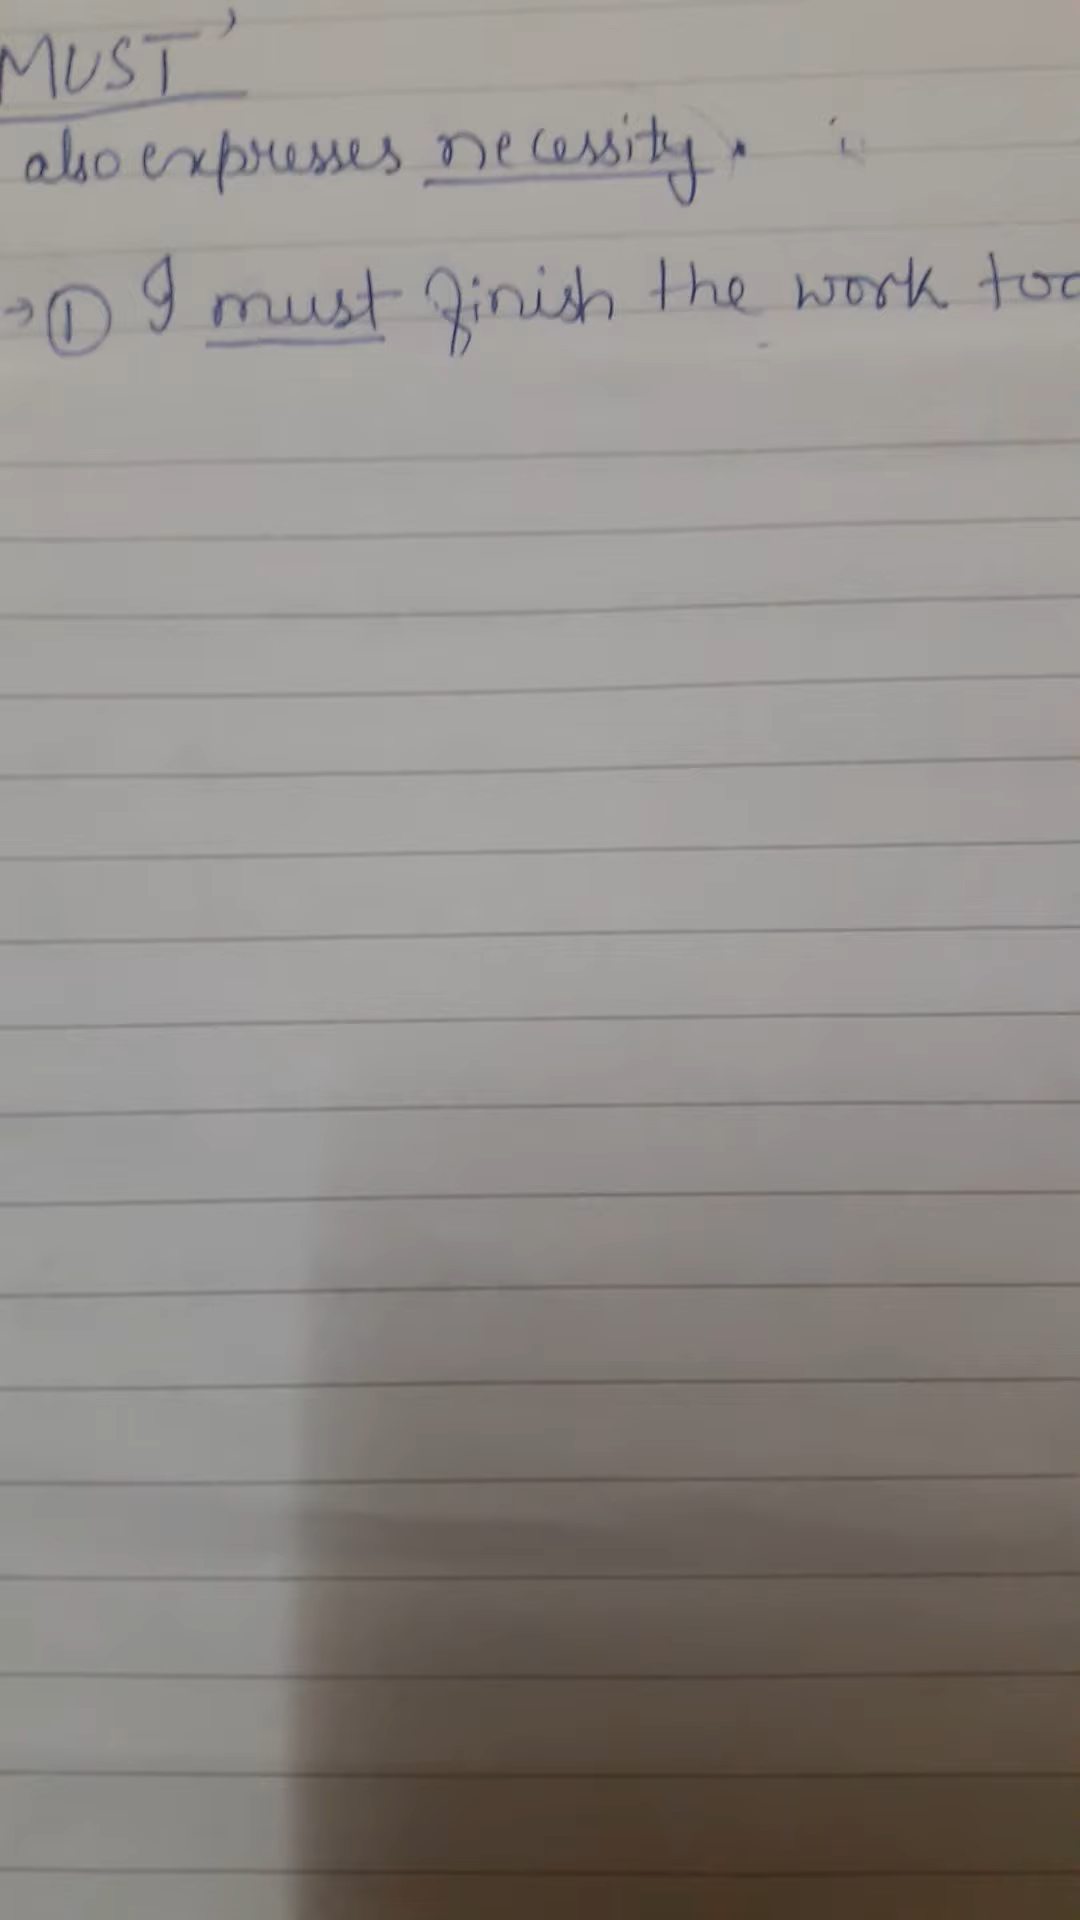 MUST'
also expresses necessity.
→① I must finish the work